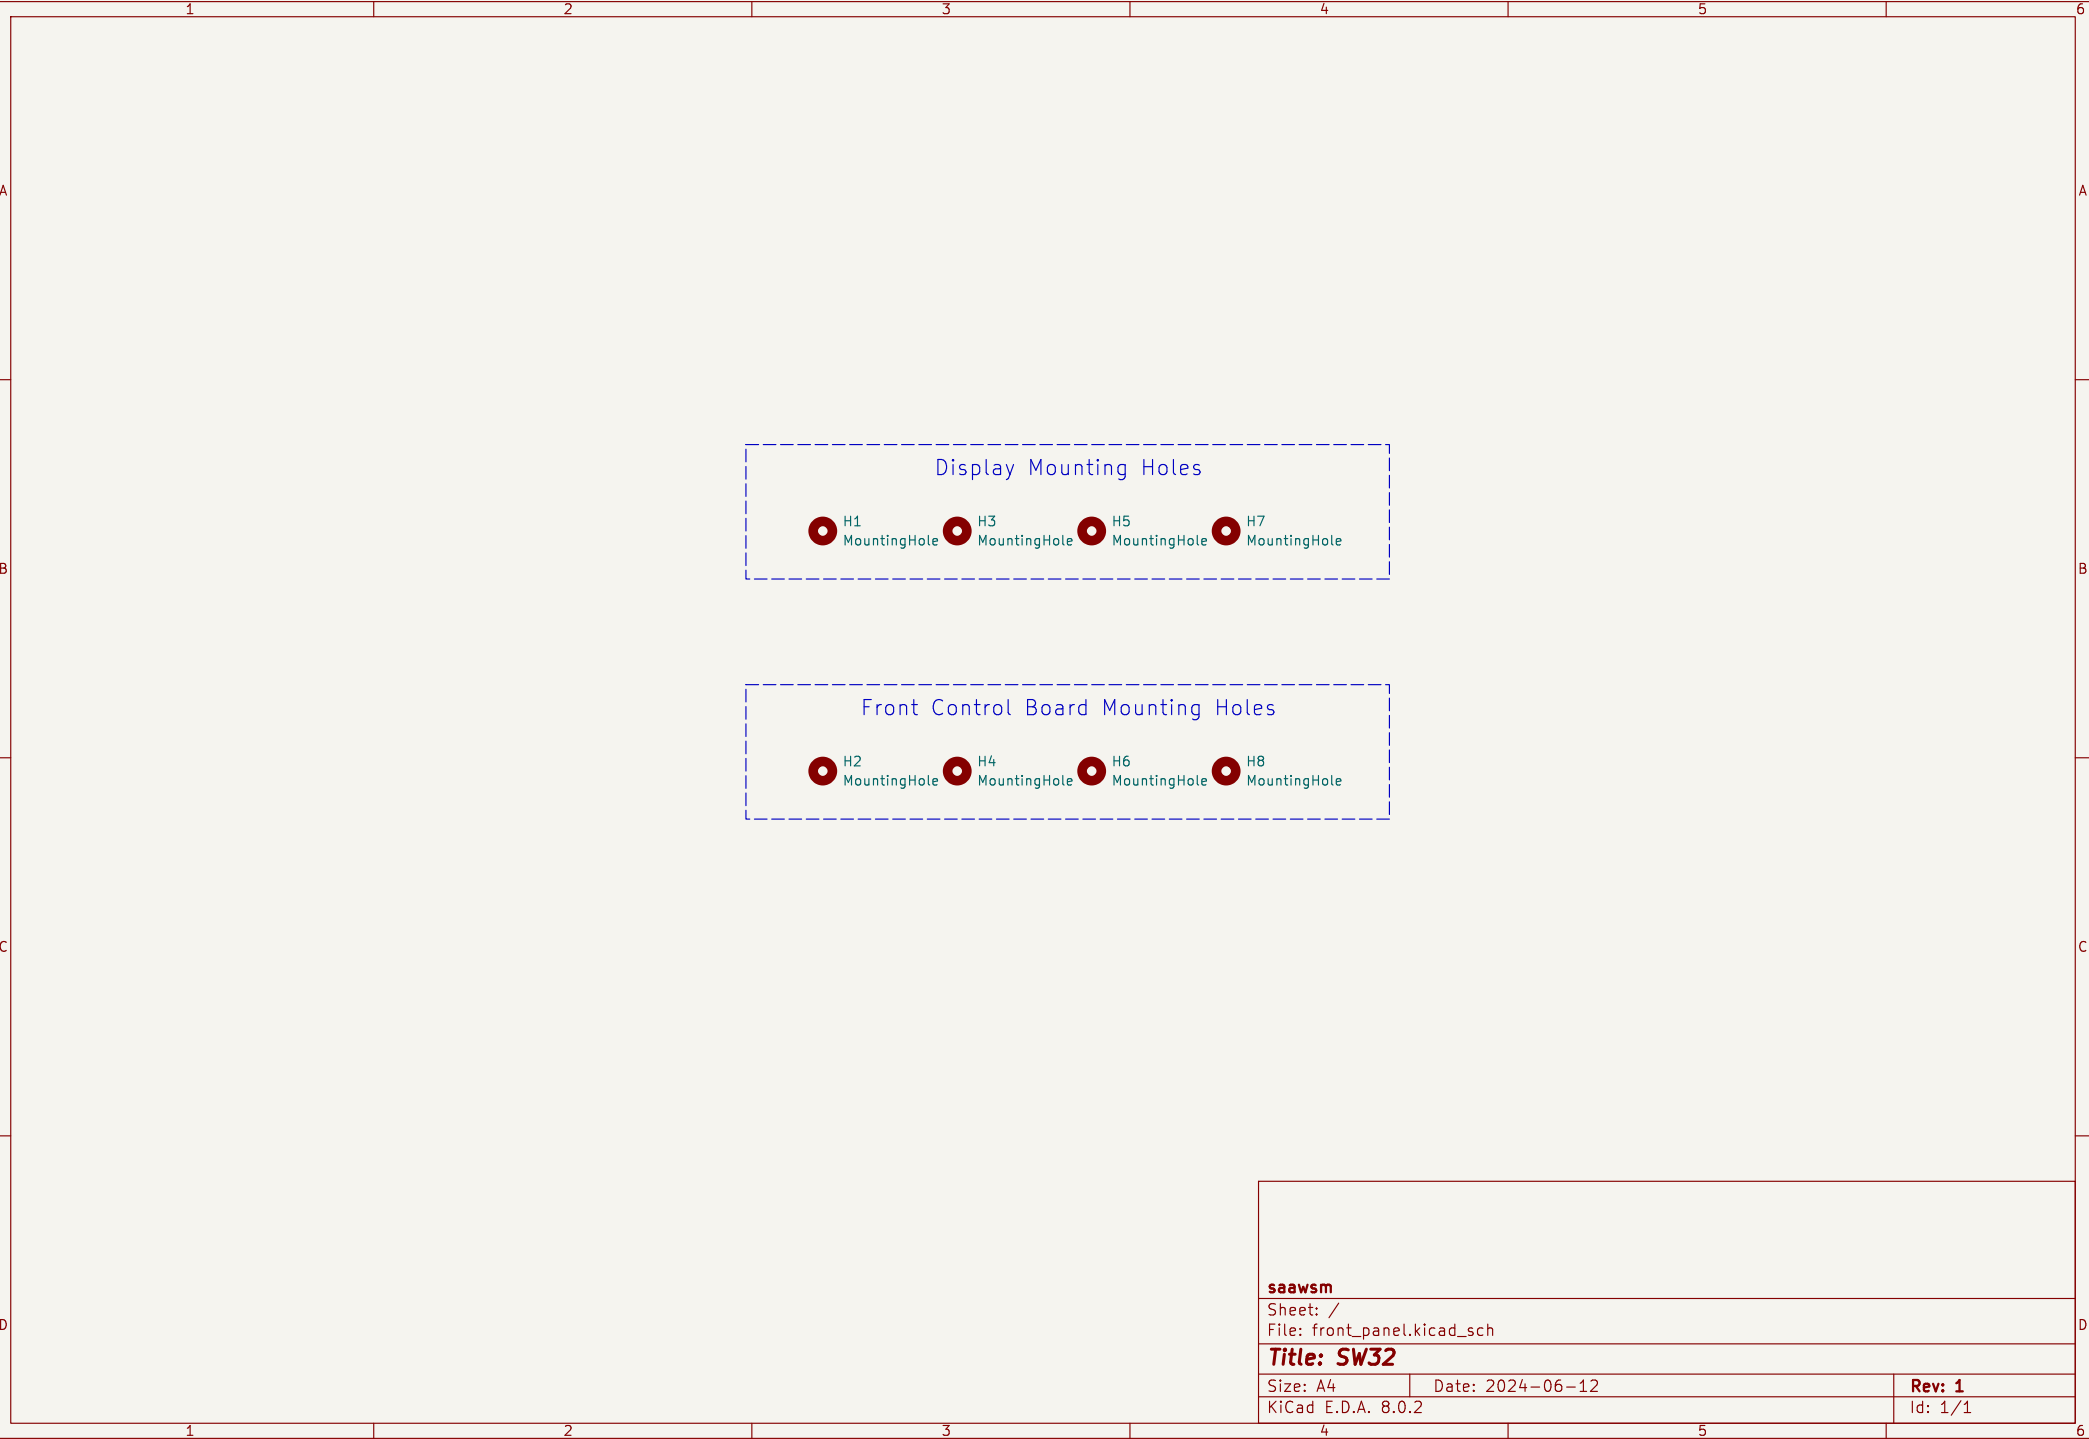 1 2 3 4 5 6
A A
Display Mounting Holes
H1 H3 H5 H7
MountingHole MountingHole MountingHole MountingHole
B B
Front Control Board Mounting Holes
H2 H4 H6 H8
MountingHole MountingHole MountingHole MountingHole
C C
saawsm
Sheet: /
File: front_panel.kicad_sch
D D
Title: SW32
Size: A4 Date: 2024-06-12 Rev: 1
KiCad E.D.A. 8.0.2 Id: 1/1
1 2 3 4 5 6